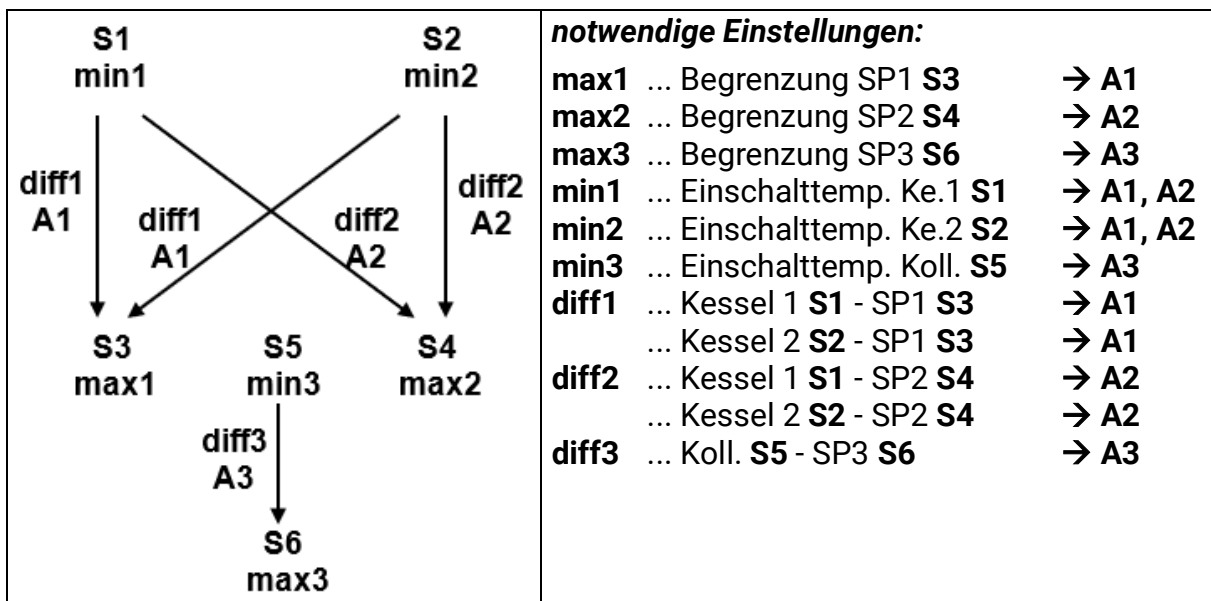 S1 S2
min1 min2
diff1 diff2
A1 diff1 diff2 A2
A1 A2
S3 S5 S4
max1 min3 max2
diff3
A3
S6
max3
notwendige Einstellungen:
max1 ... Begrenzung SP1 S3 → A1
max2 ... Begrenzung SP2 S4 → A2
max3 ... Begrenzung SP3 S6 → A3
min1 ... Einschalttemp. Ke.1 S1 → A1, A2
min2 ... Einschalttemp. Ke.2 S2 → A1, A2
min3 ... Einschalttemp. Koll. S5 → A3
diff1 ... Kessel 1 S1 - SP1 S3 → A1
... Kessel 2 S2 - SP1 S3 → A1
diff2 ... Kessel 1 S1 - SP2 S4 → A2
... Kessel 2 S2 - SP2 S4 → A2
diff3 ... Koll. S5 - SP3 S6 → A3